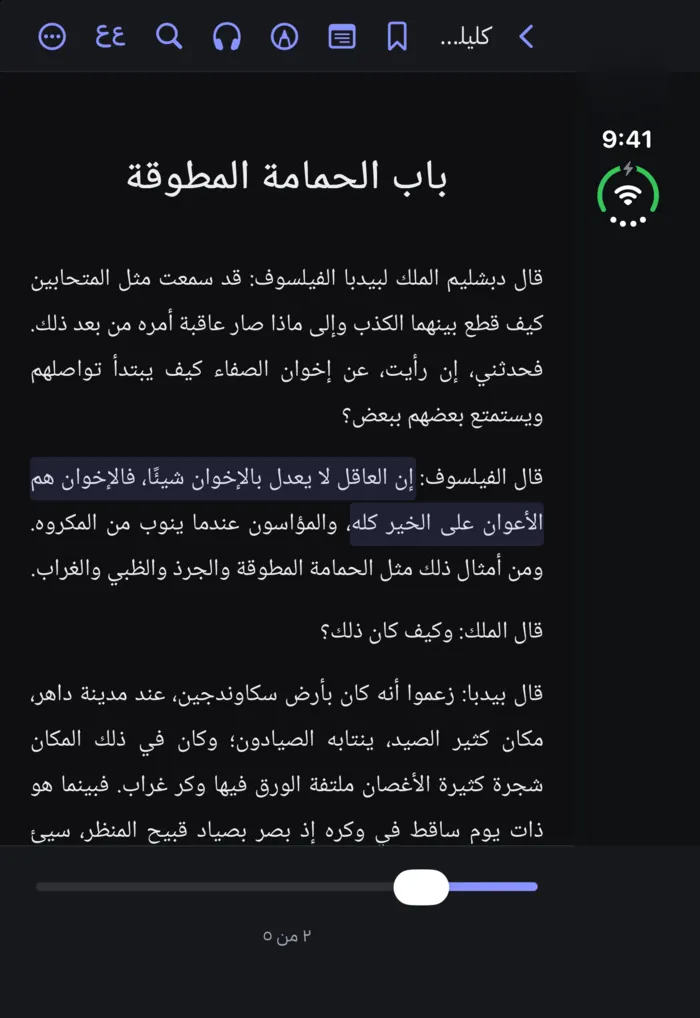 كليلـ...
عع
9:41
باب الحمامة المطوقة
قال دبشليم الملك لبيدبا الفيلسوف: قد سمعت مثل المتحابين
كيف قطع بينهما الكذب وإلى ماذا صار عاقبة أمره من بعد ذلك.
فحدثني، إن رأيت، عن إخوان الصفاء كيف يبتدأ تواصلهم
ويستمتع بعضهم ببعض؟
قال الفيلسوف: إن العاقل لا يعدل بالإخوان شيئًا، فالإخوان هم
الأعوان على الخير كله، والمؤاسون عندما ينوب من المكروه.
ومن أمثال ذلك مثل الحمامة المطوقة والجرذ والظبي والغراب.
قال الملك: وكيف كان ذلك؟
قال بيدبا: زعموا أنه كان بأرض سكاوندجين، عند مدينة داهر،
مكان كثير الصيد، ينتابه الصيادون؛ وكان في ذلك المكان
شجرة كثيرة الأغصان ملتفة الورق فيها وكر غراب. فبينما هو
ذات يوم ساقط في وكره إذ بصر بصياد قبيح المنظر، سيئ
٢ من ٥